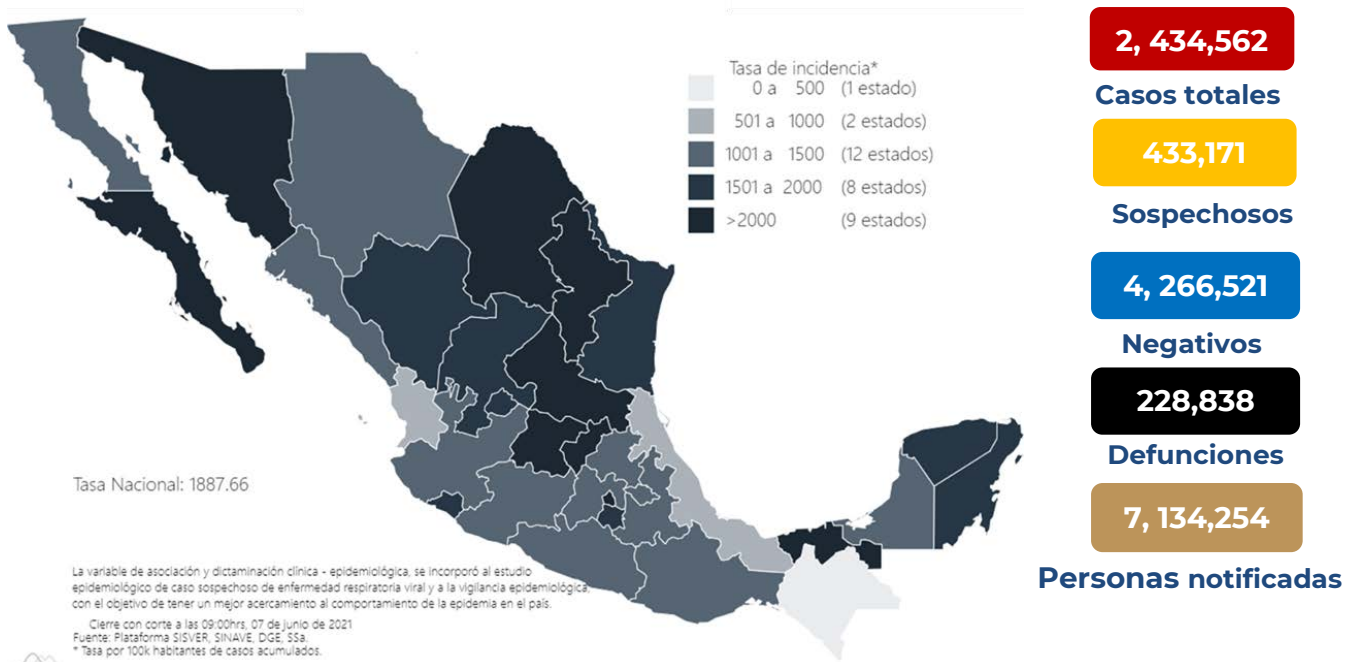 Tasa de incidencia*
0 a 500 (1 estado)
501 a 1000 (2 estados)
1001 a 1500 (12 estados)
1501 a 2000 (8 estados)
>2000 (9 estados)
Tasa Nacional: 1887.66
La variable de asociación y dictaminación clínica - epidemiológica, se incorporó al estudio
epidemiológico de caso sospechoso de enfermedad respiratoria viral y a la vigilancia epidemiológica,
con el objetivo de tener un mejor acercamiento al comportamiento de la epidemia en el país.
Cierre con corte a las 09:00hrs, 07 de junio de 2021
Fuente: Plataforma SISVER, SINAVE, DGE, SSa.
* Tasa por 100k habitantes de casos acumulados.
2, 434,562
Casos totales
433,171
Sospechosos
4, 266,521
Negativos
228,838
Defunciones
7, 134,254
Personas notificadas